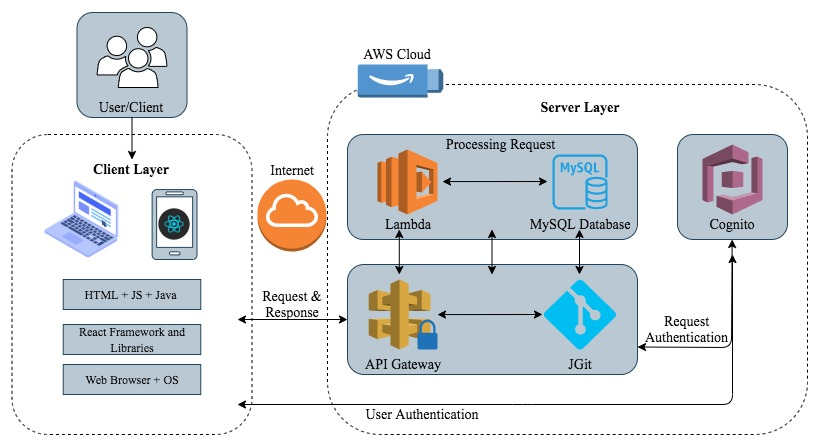 User/Client
AWS Cloud
Server Layer
Client Layer
Internet
Processing Request
MySQL
Lambda
MySQL Database
Cognito
HTML + JS + Java
React Framework and
Libraries
Web Browser + OS
Request &
Response
API Gateway
JGit
Request
Authentication
User Authentication